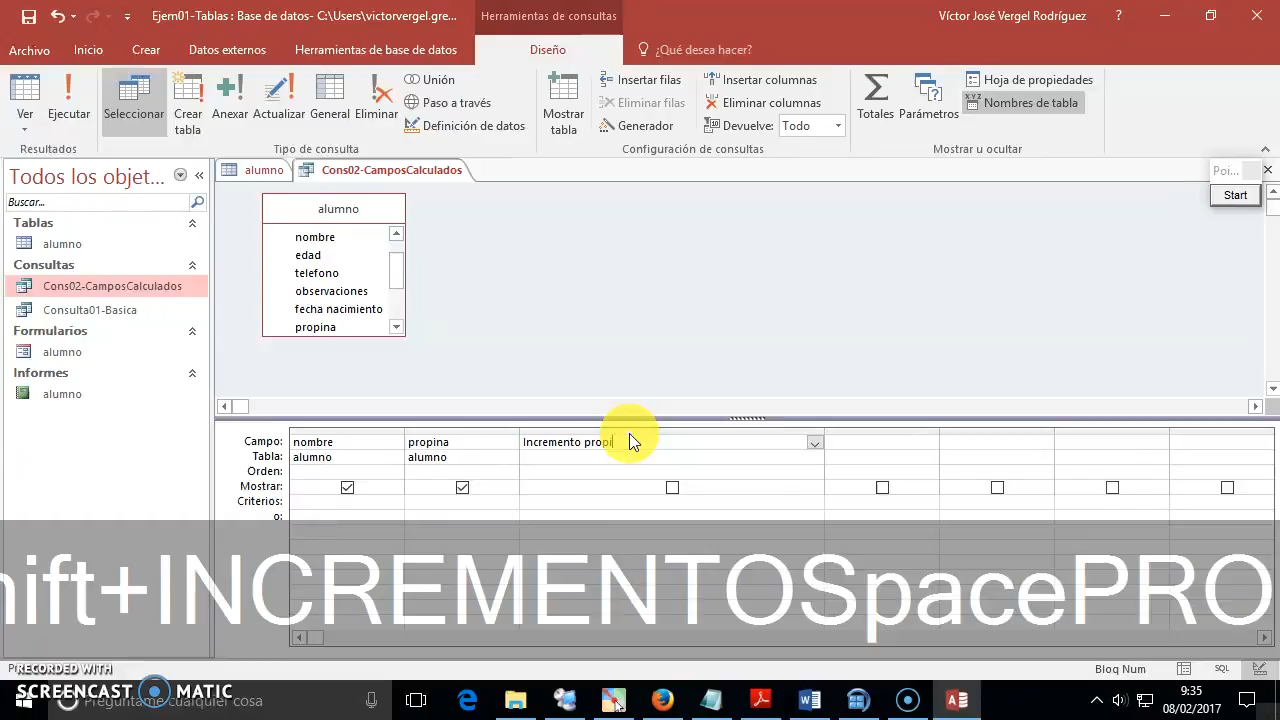 Ejem01-Tablas : Base de datos- C:\Users\victorvergel.gre...
Herramientas de consultas
Víctor José Vergel Rodríguez
?
Archivo
Inicio
Crear
Datos externos
Herramientas de base de datos
Diseño
¿Qué desea hacer?
Ver
Ejecutar
Resultados
Seleccionar
Crear tabla
Anexar
Actualizar
General
Eliminar
Unión
Paso a través
Definición de datos
Tipo de consulta
Mostrar tabla
Insertar filas
Eliminar filas
Generador
Insertar columnas
Eliminar columnas
Devuelve:
Todo
Configuración de consultas
Totales
Parámetros
Hoja de propiedades
Nombres de tabla
Mostrar u ocultar
Todos los objet...
Buscar...
Tablas
alumno
Consultas
Cons02-CamposCalculados
Consulta01-Basica
Formularios
alumno
Informes
alumno
alumno
Cons02-CamposCalculados
Poi...
Start
alumno
nombre
edad
telefono
observaciones
fecha nacimiento
propina
Campo:
nombre
propina
Incremento propi
Tabla:
alumno
alumno
Orden:
Mostrar:
Criterios:
o:
hift+INCREMENTOSpacePRO
Bloq Num
SQL
RECORDED WITH
SCREENCAST MATIC
Pregúntame cualquier cosa
9:35
08/02/2017